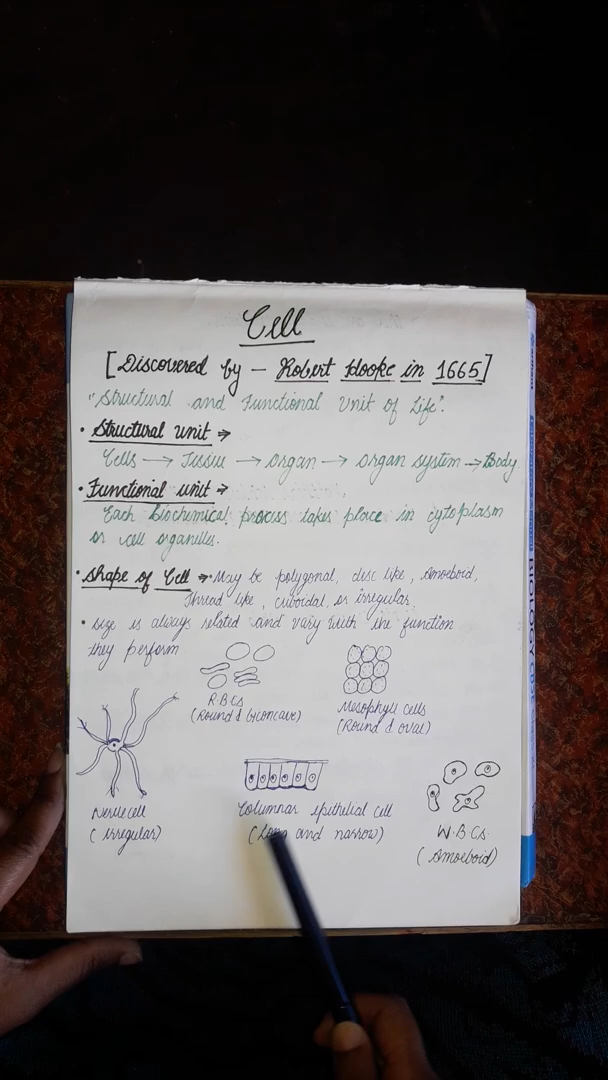 Cell
[Discovered by - Robert Hooke in 1665]
"Structural and Functional Unit of Life".
• Structural unit ⇒
Cells → Tissue → Organ → Organ system → Body.
• Functional unit ⇒
Each biochemical process takes place in cytoplasm
or cell organelles.
• Shape of Cell ⇒ • May be polygonal, disc like, Amoeboid,
Thread like, cuboidal, or irregular
• Size is always related and vary with the function
they perform
R.B.Cs
(Round & biconcave)
Mesophyll cells
(Round & oval)
Nerve cell
(irregular)
Columnar epithelial cell
(Long and narrow)
W.B.Cs.
(Amoeboid)
BIOLOGY CBSE